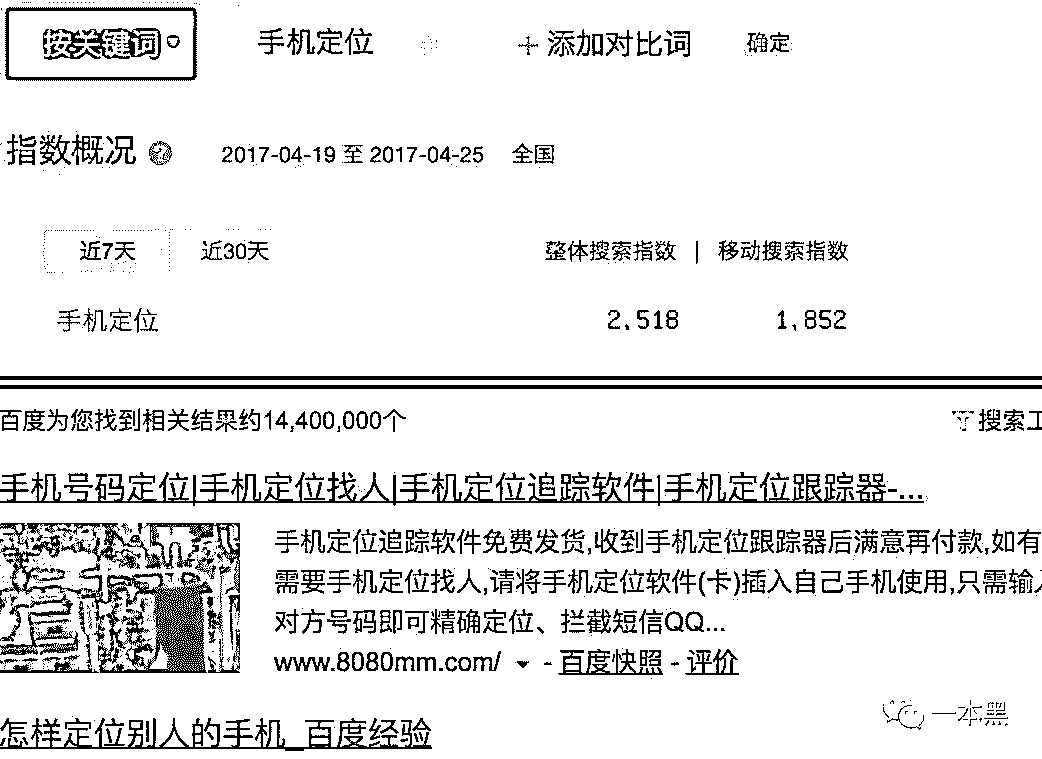 按关键词 手机定位 + 添加对比词 确定
指数概况 2017-04-19 至 2017-04-25 全国
近7天 近30天 整体搜索指数 | 移动搜索指数
手机定位 2,518 1,852
百度为您找到相关结果约14,400,000个 搜索工
手机号码定位|手机定位找人|手机定位追踪软件|手机定位跟踪器-...
手机定位追踪软件免费发货,收到手机定位跟踪器后满意再付款,如有
需要手机定位找人,请将手机定位软件(卡)插入自己手机使用,只需输入
对方号码即可精确定位、拦截短信QQ...
www.8080mm.com/ - 百度快照 - 评价
一本黑
怎样定位别人的手机_百度经验